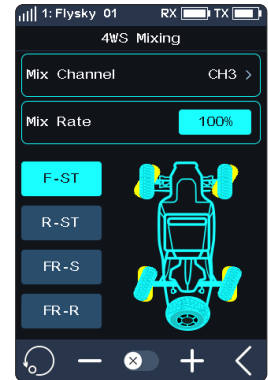 1: Flysky 01 RX TX
4WS Mixing
Mix Channel CH3 >
Mix Rate 100%
F-ST
R-ST
FR-S
FR-R